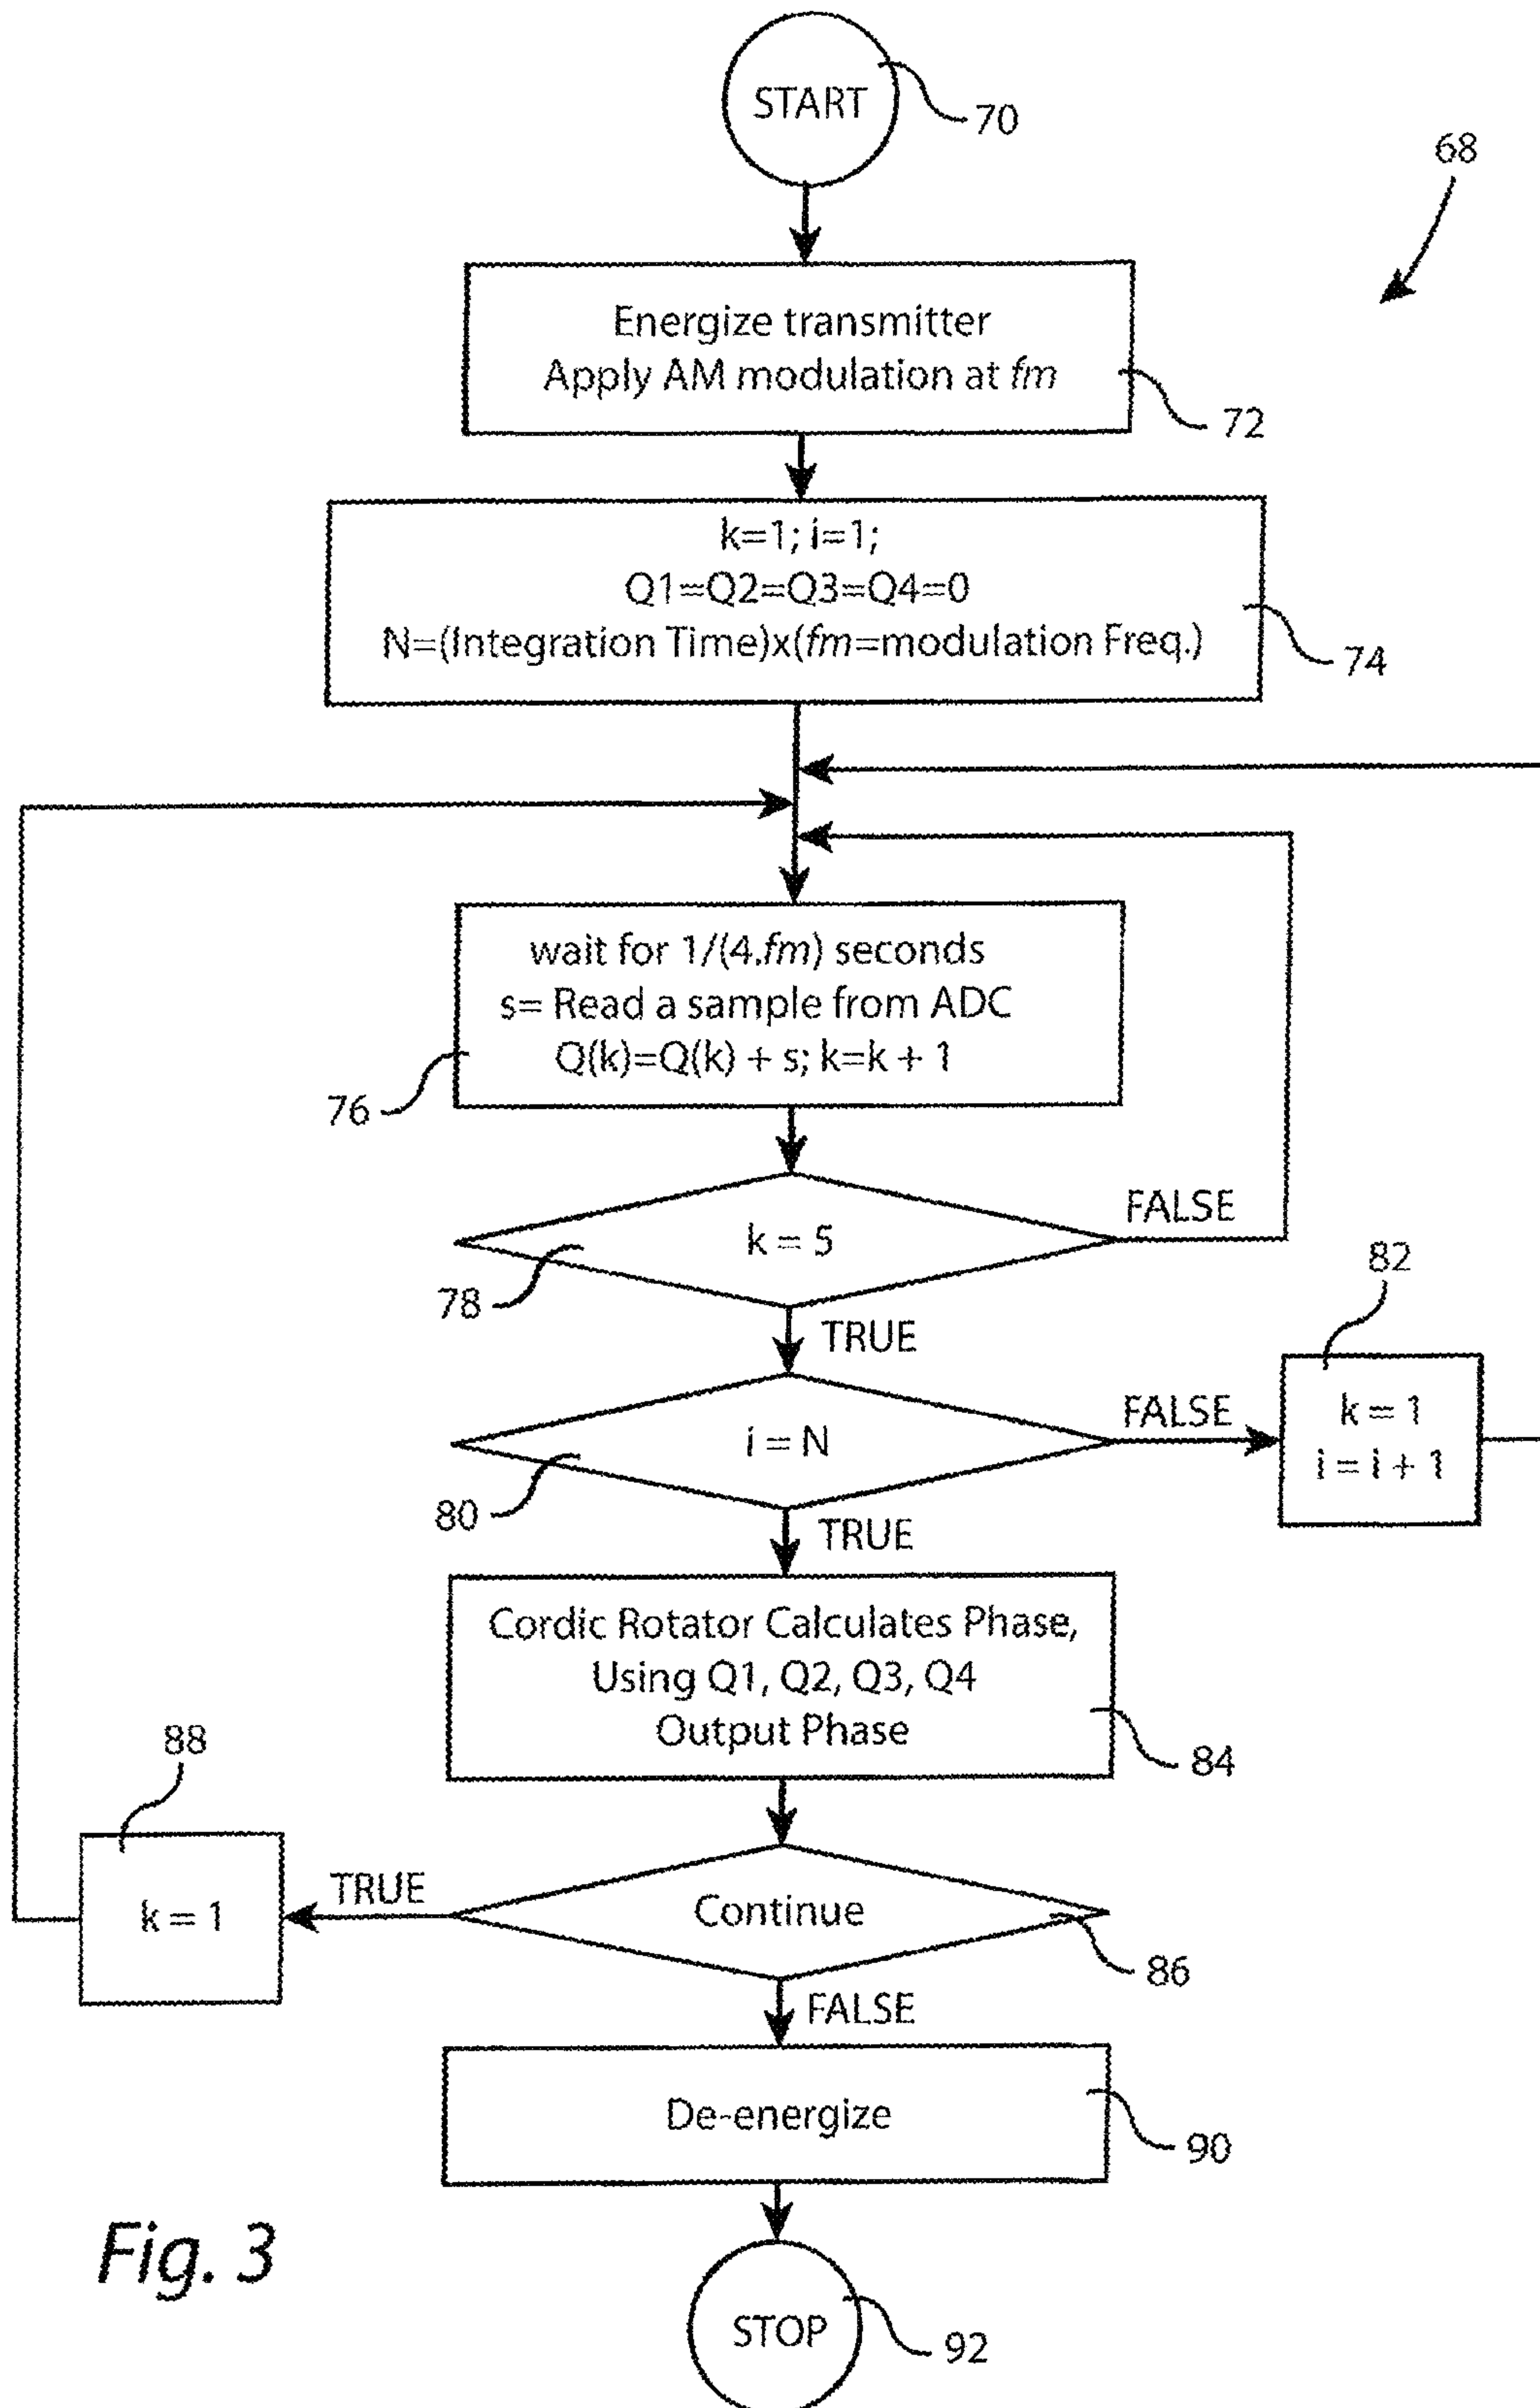 START
70
68
Energize transmitter
Apply AM modulation at fm
72
k=1; i=1;
Q1=Q2=Q3=Q4=0
N=(Integration Time)x(fm=modulation Freq.)
74
wait for 1/(4.fm) seconds
s= Read a sample from ADC
Q(k)=Q(k) + s; k=k + 1
76
k = 5
FALSE
78
TRUE
82
i = N
FALSE
k = 1
i = i + 1
80
TRUE
Cordic Rotator Calculates Phase,
Using Q1, Q2, Q3, Q4
Output Phase
84
88
k = 1
TRUE
Continue
86
FALSE
De-energize
90
Fig. 3
STOP
92